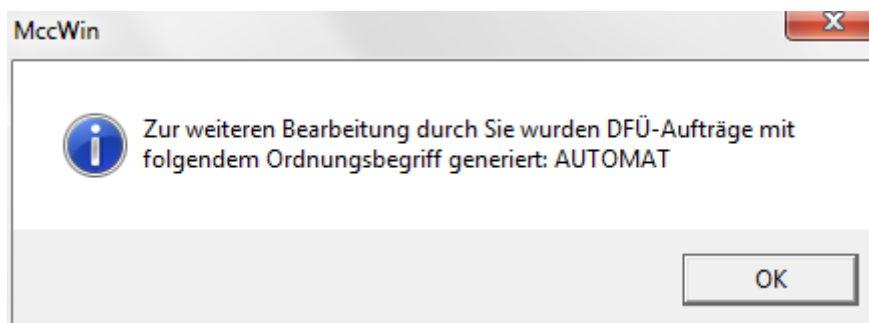 MccWin
Zur weiteren Bearbeitung durch Sie wurden DFÜ-Aufträge mit
folgendem Ordnungsbegriff generiert: AUTOMAT
OK